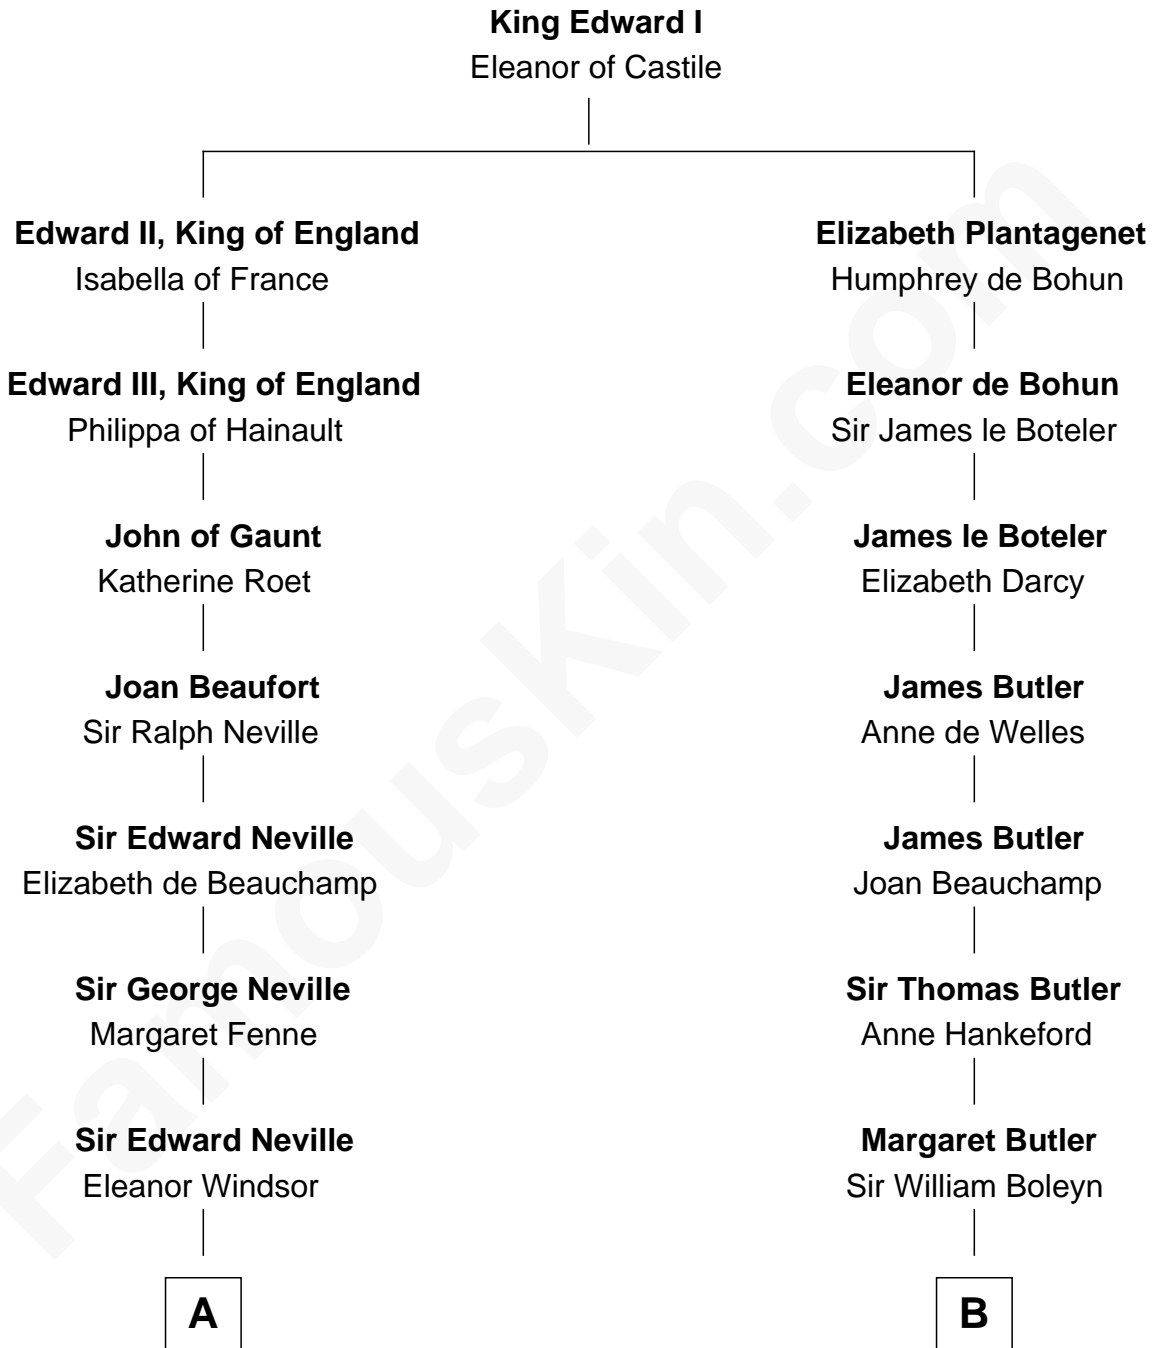 King Edward I
Eleanor of Castile
Edward II, King of England
Isabella of France
Edward III, King of England
Philippa of Hainault
John of Gaunt
Katherine Roet
Joan Beaufort
Sir Ralph Neville
Sir Edward Neville
Elizabeth de Beauchamp
Sir George Neville
Margaret Fenne
Sir Edward Neville
Eleanor Windsor
A
Elizabeth Plantagenet
Humphrey de Bohun
Eleanor de Bohun
Sir James le Boteler
James le Boteler
Elizabeth Darcy
James Butler
Anne de Welles
James Butler
Joan Beauchamp
Sir Thomas Butler
Anne Hankeford
Margaret Butler
Sir William Boleyn
B
FamousKin.com